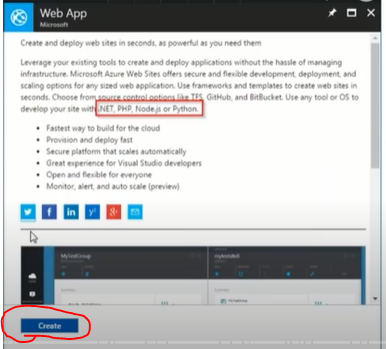 Web App
Microsoft
Create and deploy web sites in seconds, as powerful as you need them
Leverage your existing tools to create and deploy applications without the hassle of managing
infrastructure. Microsoft Azure Web Sites offers secure and flexible development, deployment, and
scaling options for any sized web application. Use frameworks and templates to create web sites in
seconds. Choose from source control options like TFS, GitHub, and BitBucket. Use any tool or OS to
develop your site with .NET, PHP, Node.js or Python.
• Fastest way to build for the cloud
• Provision and deploy fast
• Secure platform that scales automatically
• Great experience for Visual Studio developers
• Open and flexible for everyone
• Monitor, alert, and auto scale (preview)
MyTestGroup
Create